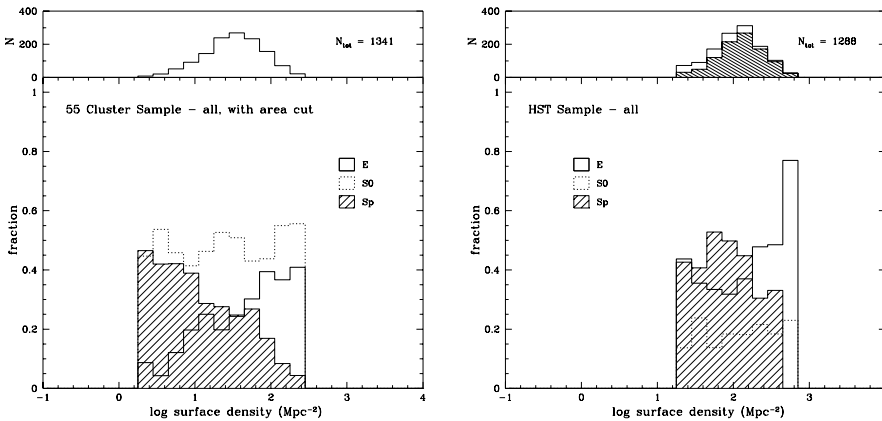 400
200
0
N
N_tot = 1341
1
0.8
0.6
0.4
0.2
0
fraction
55 Cluster Sample – all, with area cut
E
S0
Sp
-1
0
1
2
3
4
log surface density (Mpc⁻²)
400
200
0
N
N_tot = 1288
1
0.8
0.6
0.4
0.2
0
fraction
HST Sample – all
E
S0
Sp
-1
0
1
2
3
log surface density (Mpc⁻²)